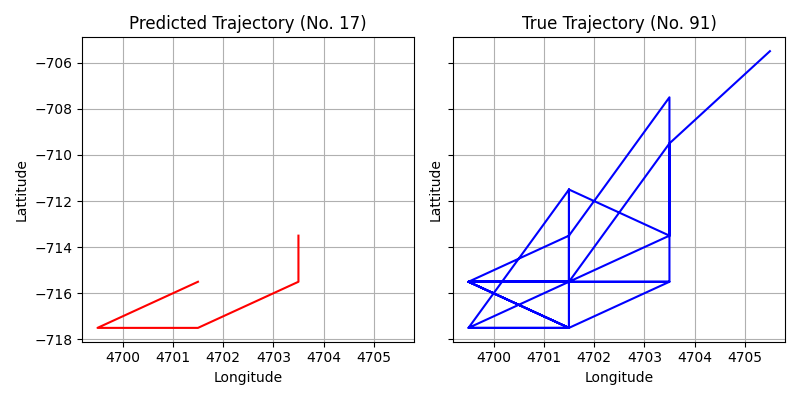 Predicted Trajectory (No. 17)
True Trajectory (No. 91)
−706
−708
−710
−712
−714
−716
−718
Lattitude
Lattitude
4700 4701 4702 4703 4704 4705
4700 4701 4702 4703 4704 4705
Longitude
Longitude